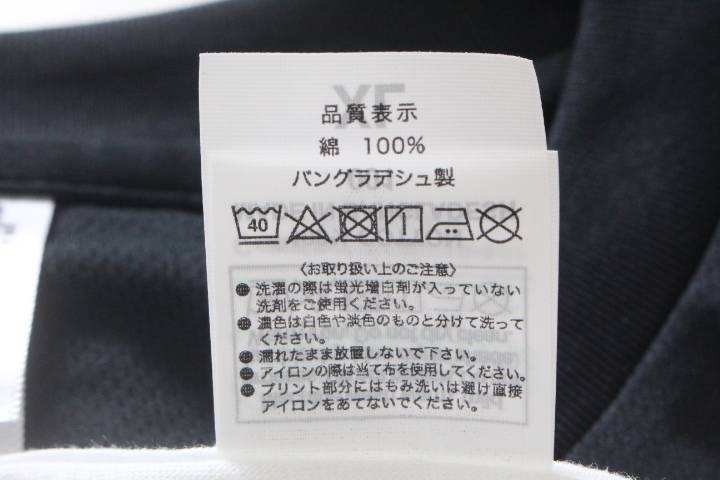 品質表示
綿 100%
バングラデシュ製
40
〈お取り扱い上のご注意〉
●洗濯の際は蛍光増白剤が入っていない
洗剤をご使用ください。
●濃色は白色や淡色のものと分けて洗って
ください。
●濡れたまま放置しないで下さい。
●アイロンの際は当て布を使用してください。
●プリント部分にはもみ洗いは避け直接
アイロンをあてないでください。